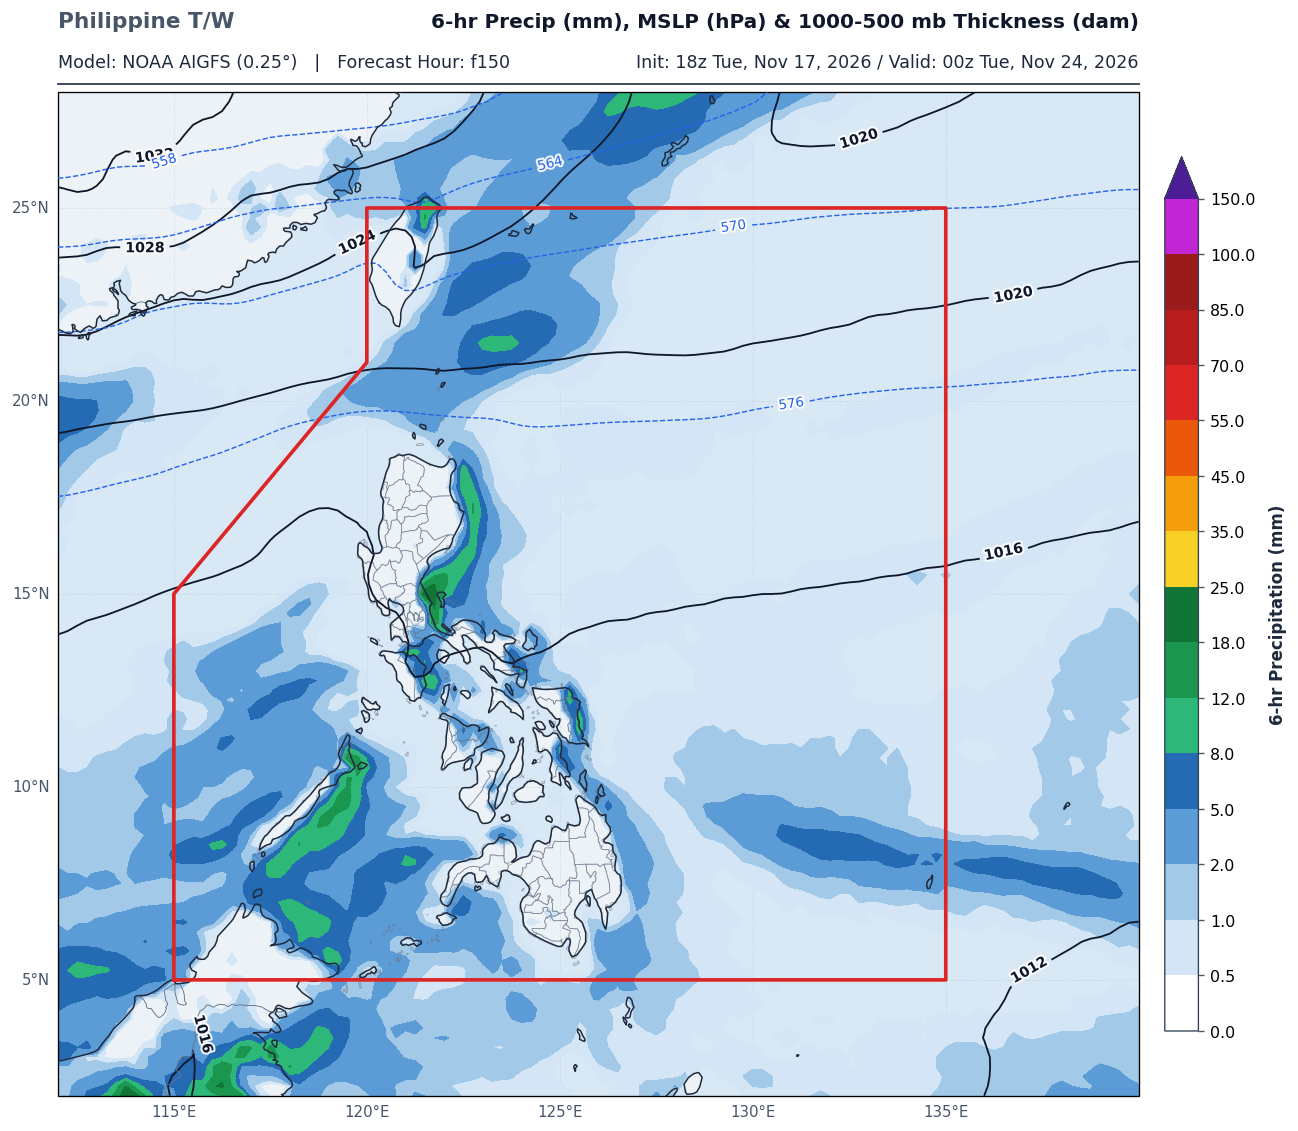 Philippine T/W
6-hr Precip (mm), MSLP (hPa) & 1000-500 mb Thickness (dam)
Model: NOAA AIGFS (0.25°) | Forecast Hour: f150
Init: 18z Tue, Nov 17, 2026 / Valid: 00z Tue, Nov 24, 2026
1032
558
564
1020
570
1028
1024
1020
576
1016
1012
1016
25°N
20°N
15°N
10°N
5°N
115°E
120°E
125°E
130°E
135°E
150.0
100.0
85.0
70.0
55.0
45.0
35.0
25.0
18.0
12.0
8.0
5.0
2.0
1.0
0.5
0.0
6-hr Precipitation (mm)